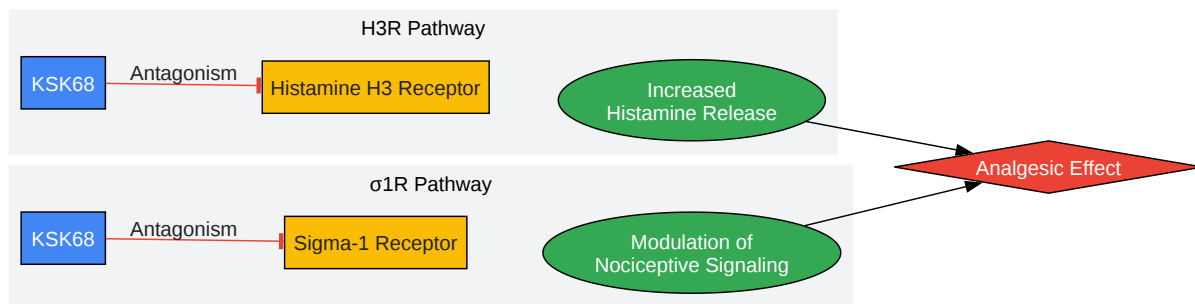 H3R Pathway
KSK68
Antagonism
Histamine H3 Receptor
Increased
Histamine Release
Analgesic Effect
σ1R Pathway
KSK68
Antagonism
Sigma-1 Receptor
Modulation of
Nociceptive Signaling